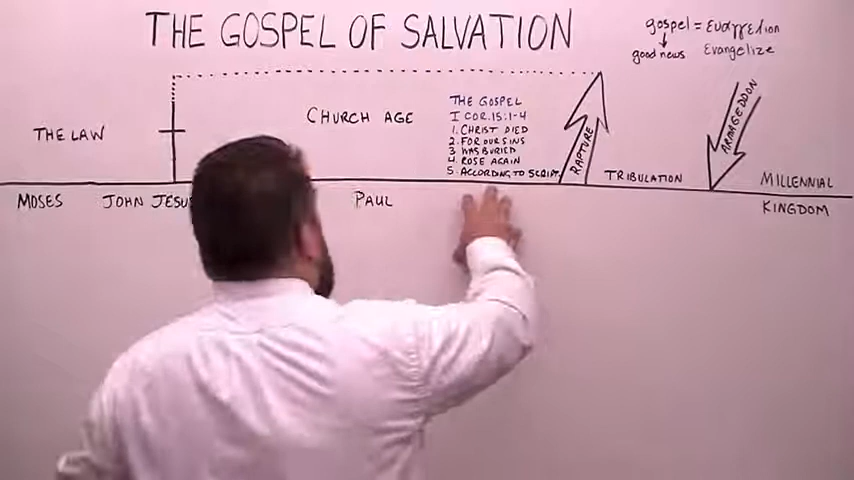 THE GOSPEL OF SALVATION
gospel = ευαγγελιον
good news Evangelize
THE LAW
CHURCH AGE
THE GOSPEL
I COR. 15:1-4
1. CHRIST DIED
2. FOR OUR SINS
3 WAS BURIED
4. ROSE AGAIN
5. ACCORDING TO SCRIPT.
RAPTURE
TRIBULATION
ARMAGEDDON
MILLENNIAL
KINGDOM
MOSES
JOHN JESUS
PAUL